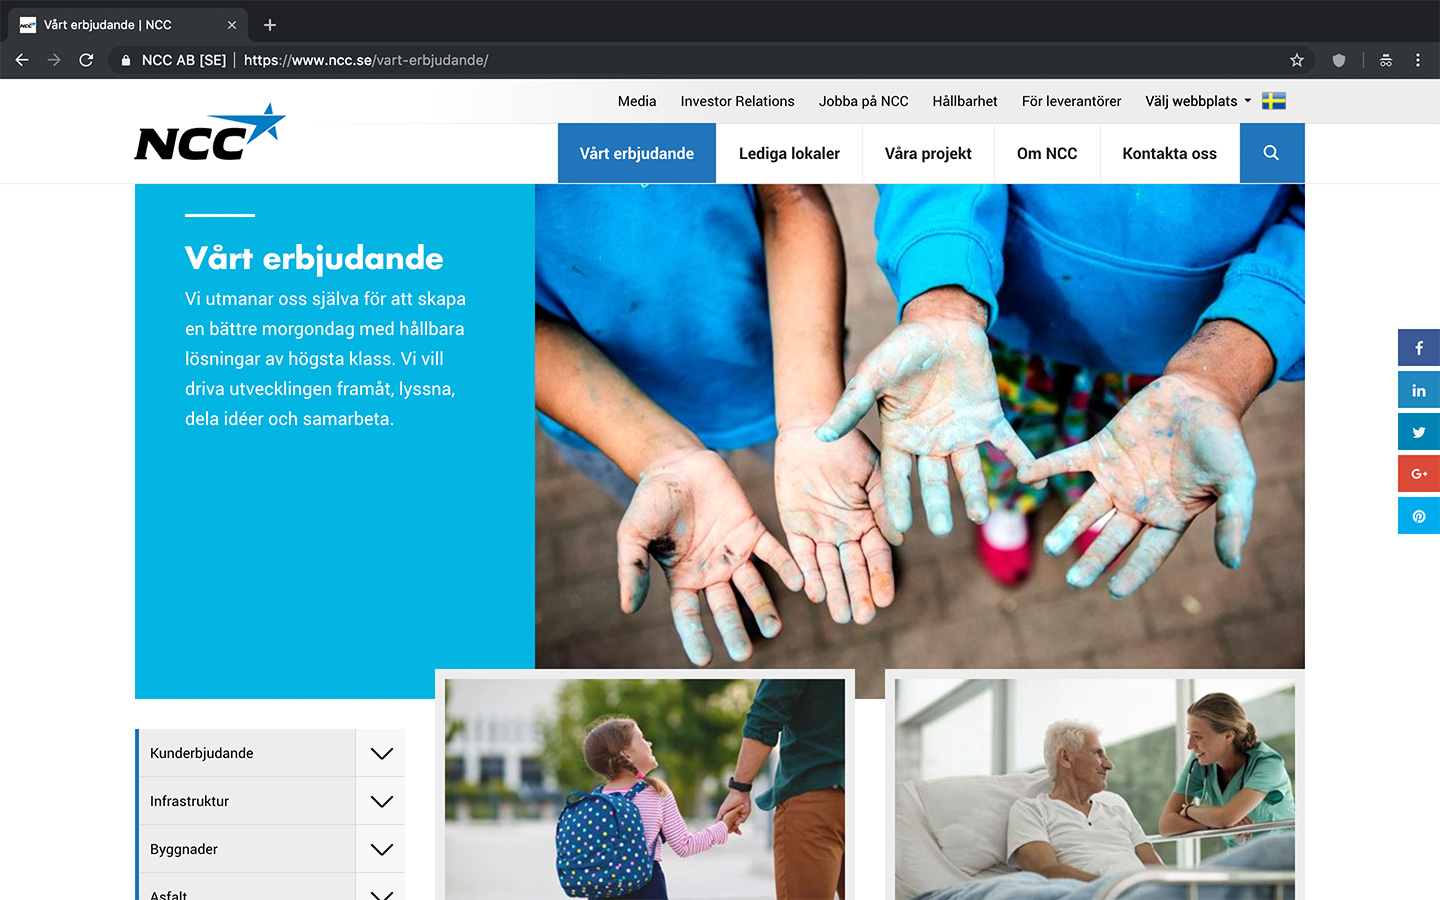 Vårt erbjudande | NCC
NCC AB [SE] | https://www.ncc.se/vart-erbjudande/
Media Investor Relations Jobba på NCC Hållbarhet För leverantörer Välj webbplats
NCC
Vårt erbjudande Lediga lokaler Våra projekt Om NCC Kontakta oss
Vårt erbjudande
Vi utmanar oss själva för att skapa
en bättre morgondag med hållbara
lösningar av högsta klass. Vi vill
driva utvecklingen framåt, lyssna,
dela idéer och samarbeta.
f
in
G+
Kunderbjudande
Infrastruktur
Byggnader
Asfalt